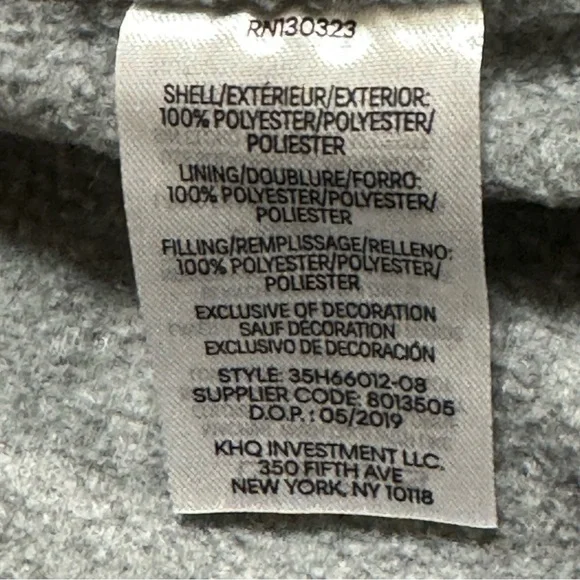 RN130323
SHELL/EXTÉRIEUR/EXTERIOR:
100% POLYESTER/POLYESTER/
POLIESTER
LINING/DOUBLURE/FORRO:
100% POLYESTER/POLYESTER/
POLIESTER
FILLING/REMPLISSAGE/RELLENO:
100% POLYESTER/POLYESTER/
POLIESTER
EXCLUSIVE OF DECORATION
SAUF DÉCORATION
EXCLUSIVO DE DECORACIÓN
STYLE: 35H66012-08
SUPPLIER CODE: 8013505
D.O.P.: 05/2019
KHQ INVESTMENT LLC.
350 FIFTH AVE
NEW YORK, NY 10118